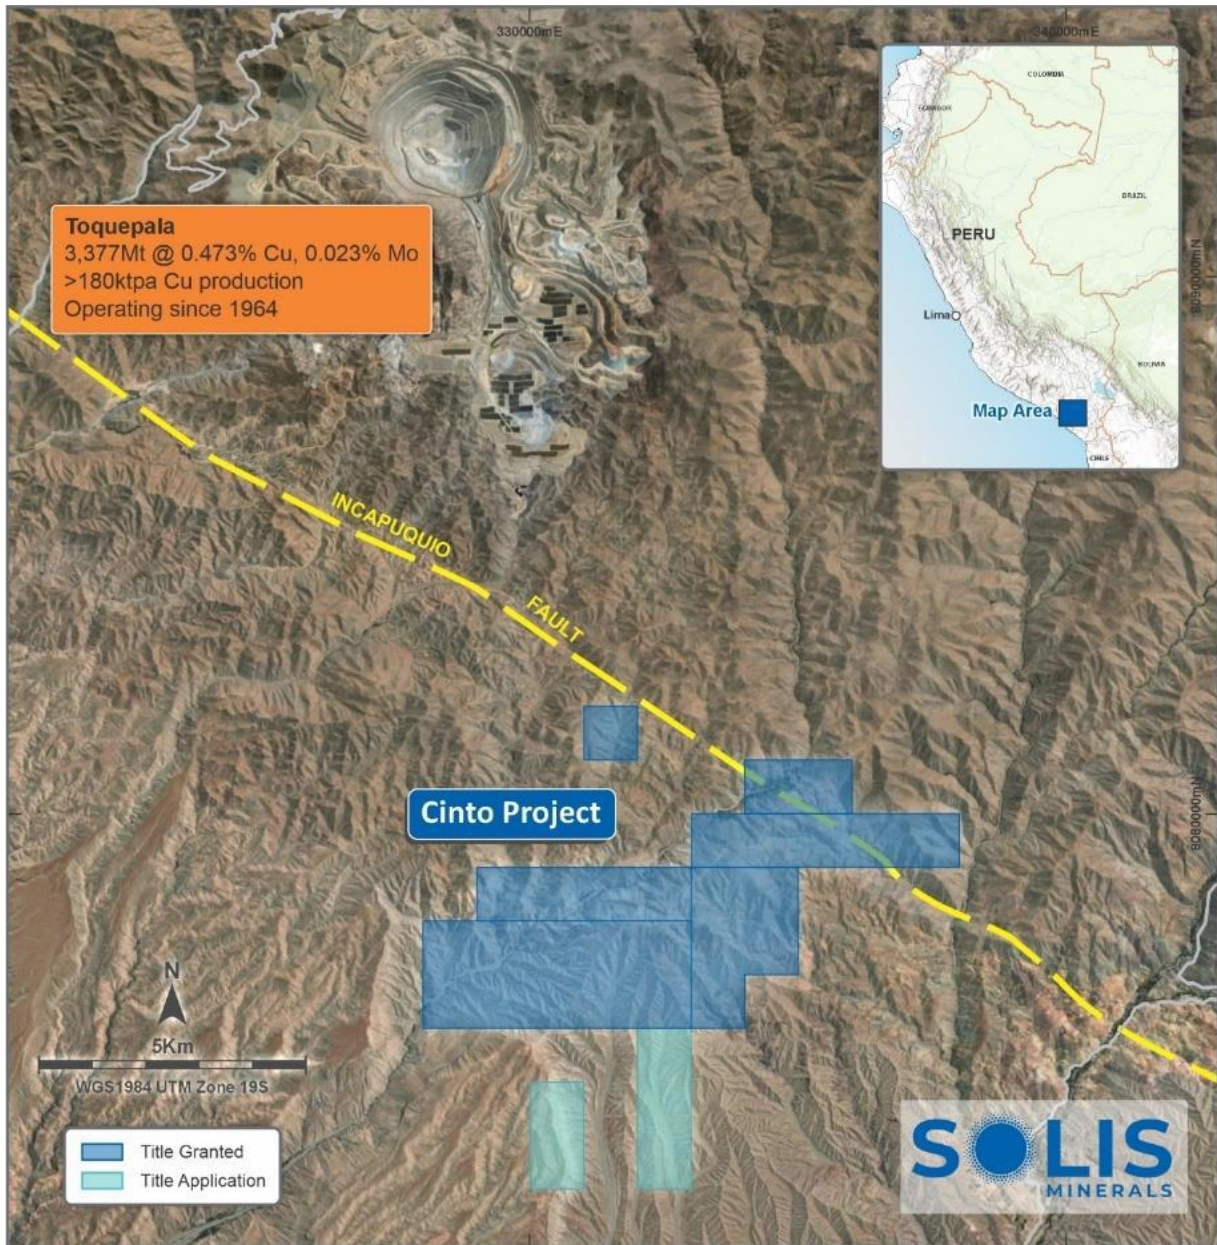 330000mE
340000mE
COLOMBIA
ECUADOR
BRAZIL
PERU
Lima
BOLIVIA
Map Area
CHILE
8090000mN
Toquepala
3,377Mt @ 0.473% Cu, 0.023% Mo
>180ktpa Cu production
Operating since 1964
INCAPUQUIO
FAULT
Cinto Project
8080000mN
N
5Km
WGS1984 UTM Zone 19S
Title Granted
Title Application
SOLIS
MINERALS